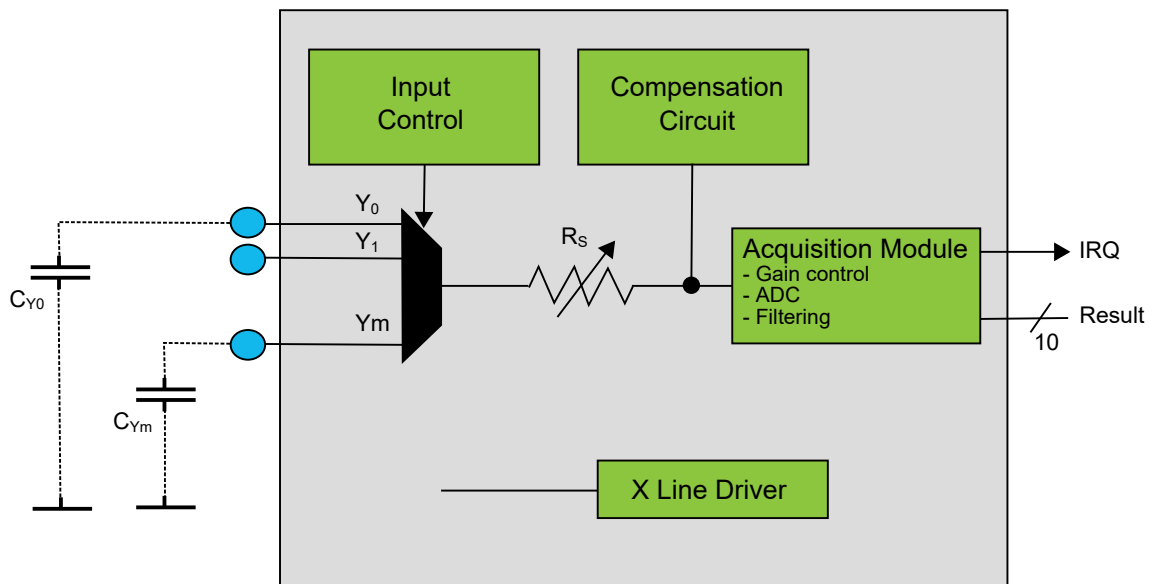 Input
Control
Compensation
Circuit
Y0
Y1
Ym
RS
Acquisition Module
- Gain control
- ADC
- Filtering
IRQ
Result
10
CY0
CYm
X Line Driver